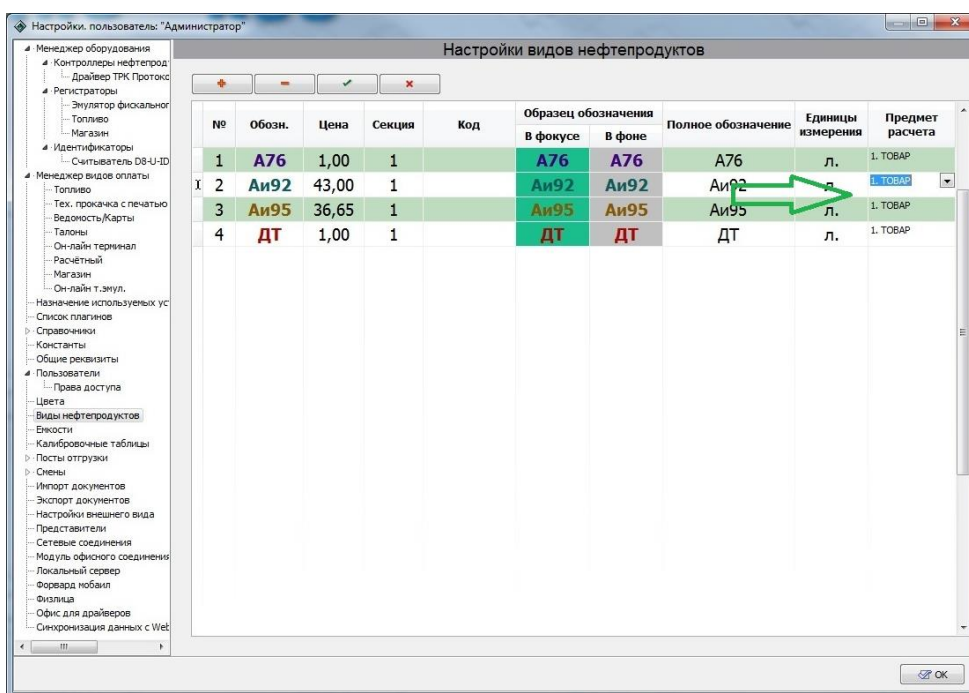 Настройки. пользователь: "Администратор"
Настройки видов нефтепродуктов
Менеджер оборудования
Контроллеры нефтепрод
Драйвер ТРК Протоко
Регистраторы
Эмулятор фискальног
Топливо
Магазин
Идентификаторы
Считыватель D8-U-ID
Менеджер видов оплаты
Топливо
Тех. прокачка с печатью
Ведомость/Карты
Талоны
Он-лайн терминал
Расчётный
Магазин
Он-лайн т.эмул.
Назначение используемых ус
Список плагинов
Справочники
Константы
Общие реквизиты
Пользователи
Права доступа
Цвета
Виды нефтепродуктов
Емкости
Калибровочные таблицы
Посты отгрузки
Смены
Импорт документов
Экспорт документов
Настройки внешнего вида
Представители
Сетевые соединения
Модуль офисного соединения
Локальный сервер
Форвард мобаил
Физлица
Офис для драйверов
Синхронизация данных с Web
№ Обозн. Цена Секция Код Образец обозначения Полное обозначение Единицы измерения Предмет расчета
В фокусе В фоне
1 А76 1,00 1 А76 А76 А76 л. 1. ТОВАР
2 Аи92 43,00 1 Аи92 Аи92 Аи92 л. 1. ТОВАР
3 Аи95 36,65 1 Аи95 Аи95 Аи95 л. 1. ТОВАР
4 ДТ 1,00 1 ДТ ДТ ДТ л. 1. ТОВАР
OK